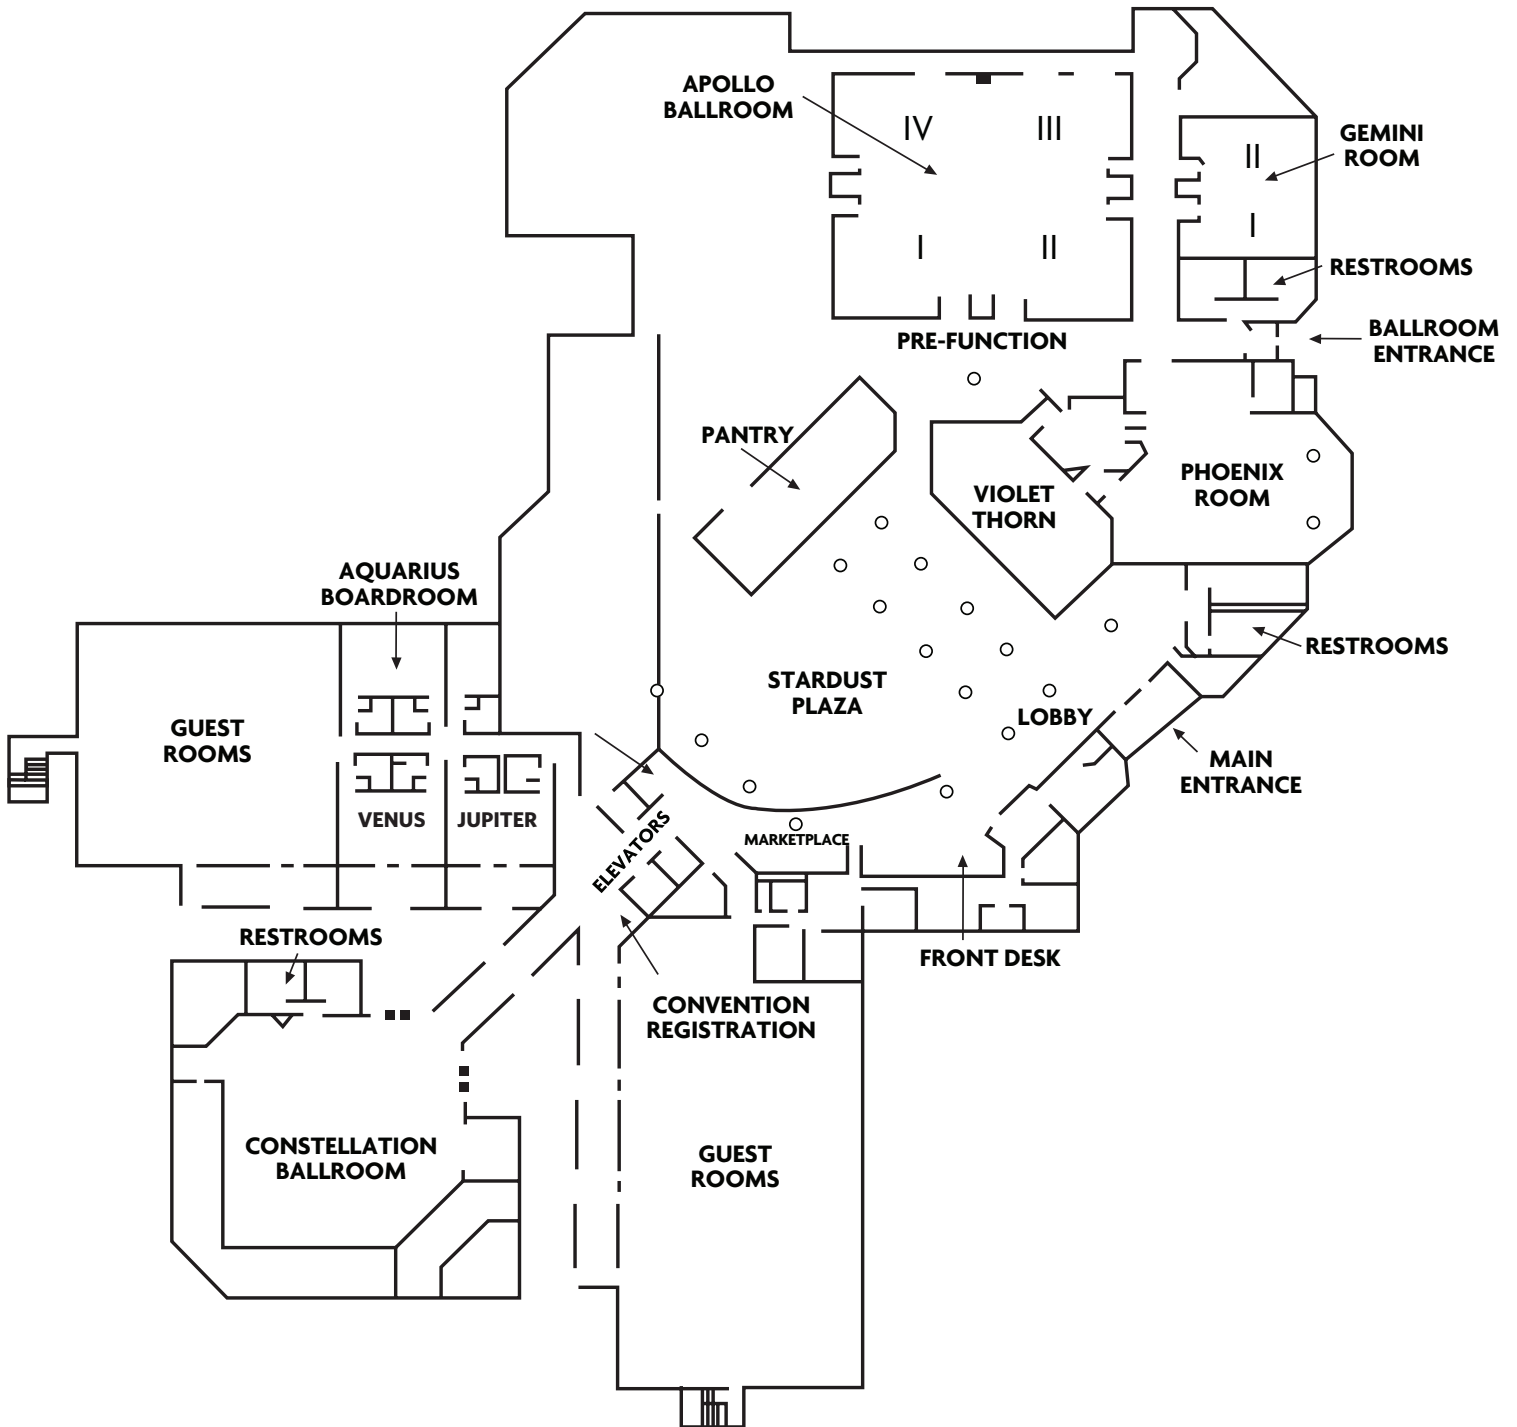 APOLLO
BALLROOM
IV
III
I
II
GEMINI
ROOM
II
I
RESTROOMS
BALLROOM
ENTRANCE
PRE-FUNCTION
PANTRY
VIOLET
THORN
PHOENIX
ROOM
AQUARIUS
BOARDROOM
RESTROOMS
STARDUST
PLAZA
LOBBY
GUEST
ROOMS
MAIN
ENTRANCE
VENUS
JUPITER
ELEVATORS
MARKETPLACE
RESTROOMS
FRONT DESK
CONVENTION
REGISTRATION
CONSTELLATION
BALLROOM
GUEST
ROOMS